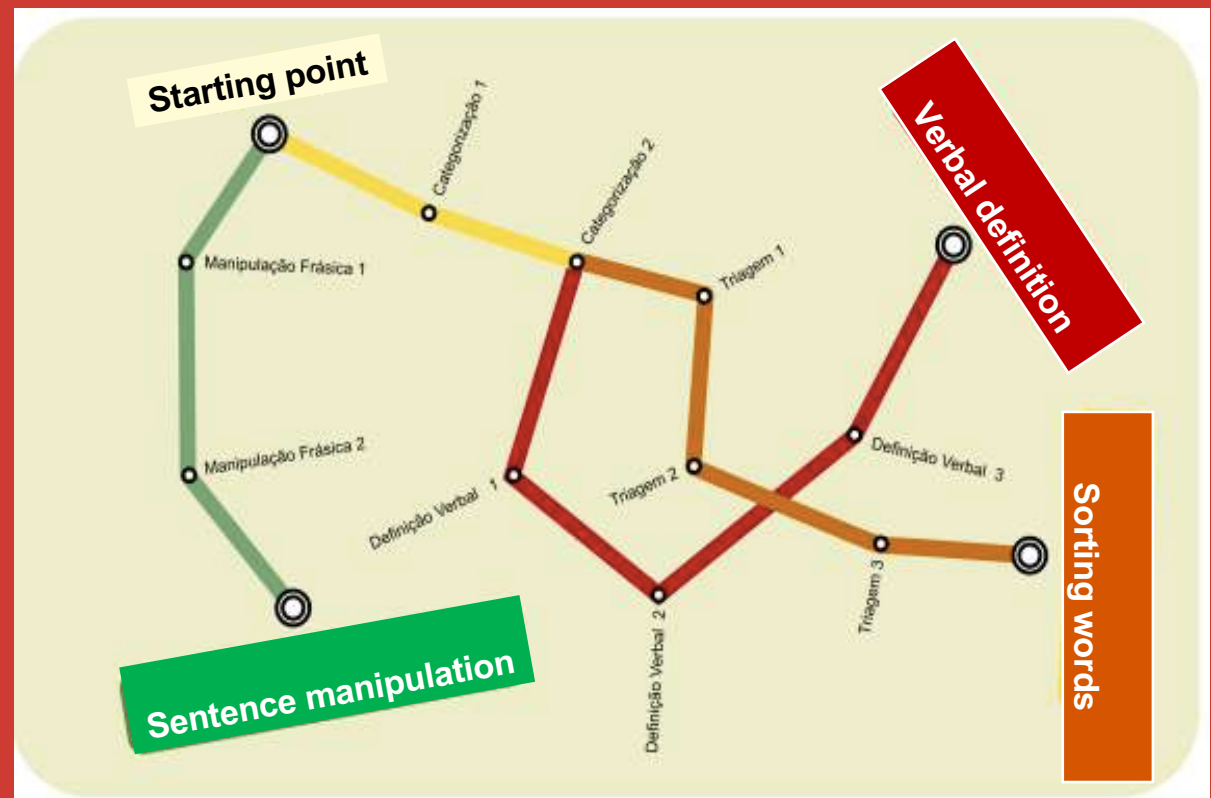 Starting point
Categorização 1
Categorização 2
Verbal definition
Manipulação Frásica 1
Triagem 1
Manipulação Frásica 2
Definição Verbal 1
Triagem 2
Definição Verbal 3
Sorting words
Triagem 3
Definição Verbal 2
Sentence manipulation